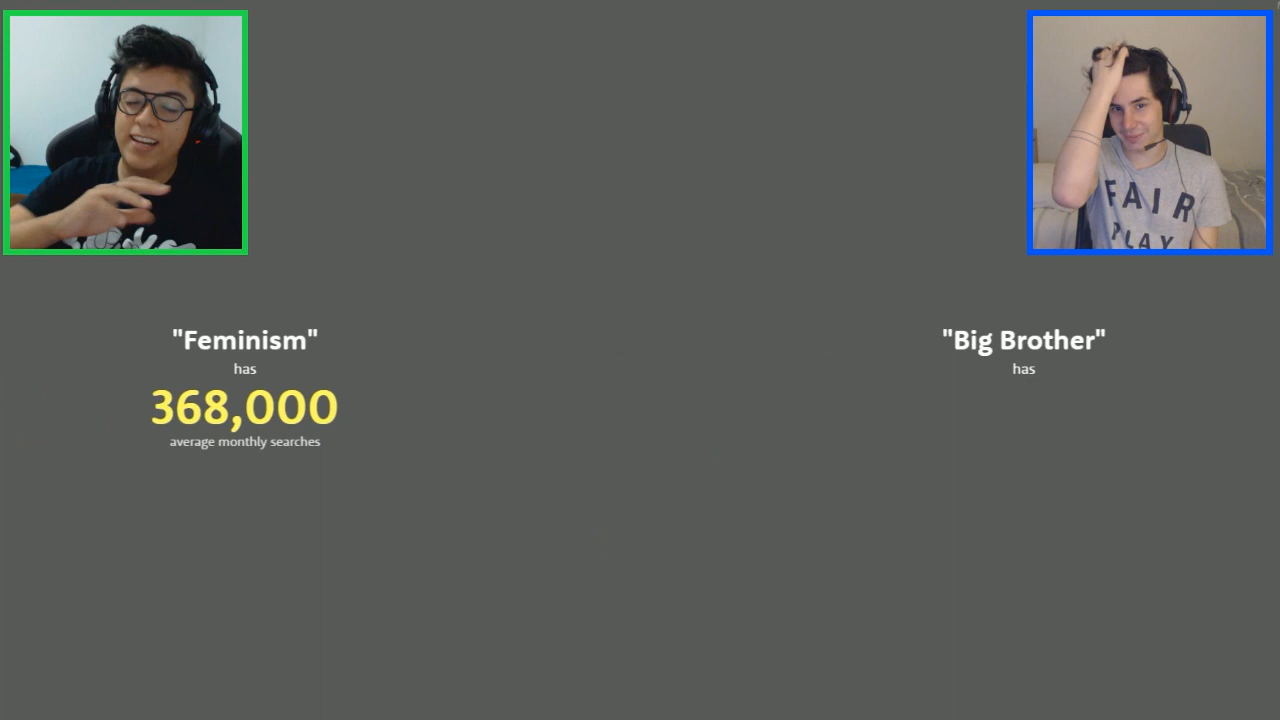 FAIR
PLAY
"Feminism"
has
368,000
average monthly searches
"Big Brother"
has